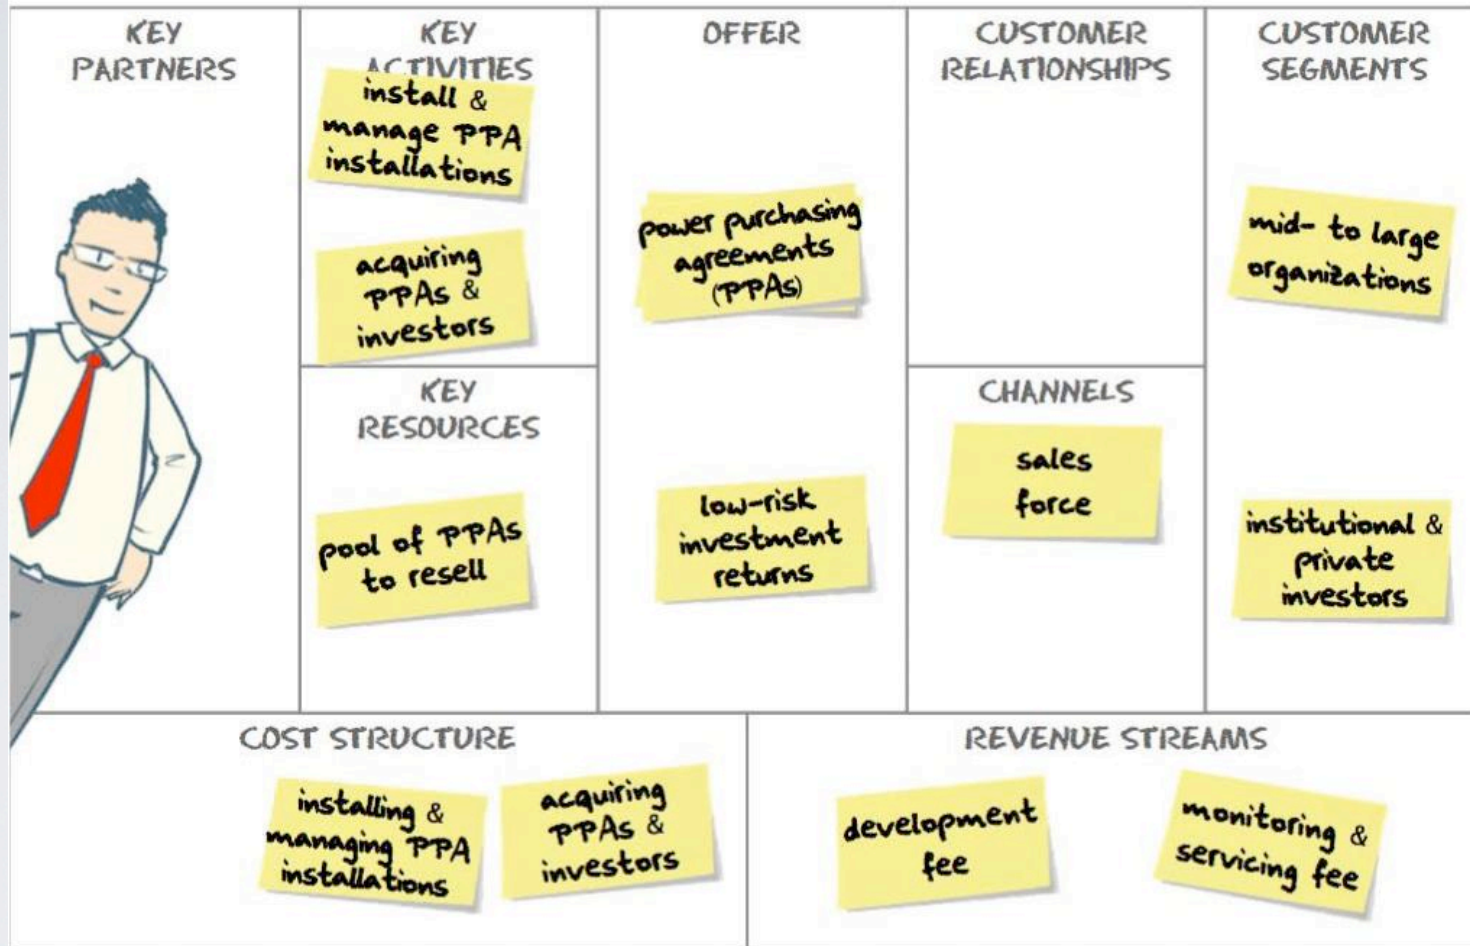 KEY
PARTNERS
KEY
ACTIVITIES
install &
manage PPA
installations
acquiring
PPAs &
investors
KEY
RESOURCES
pool of PPAs
to resell
OFFER
power purchasing
agreements
(PPAs)
low-risk
investment
returns
CUSTOMER
RELATIONSHIPS
CHANNELS
sales
force
CUSTOMER
SEGMENTS
mid- to large
organizations
institutional &
private
investors
COST STRUCTURE
installing &
managing PPA
installations
acquiring
PPAs &
investors
REVENUE STREAMS
development
fee
monitoring &
servicing fee